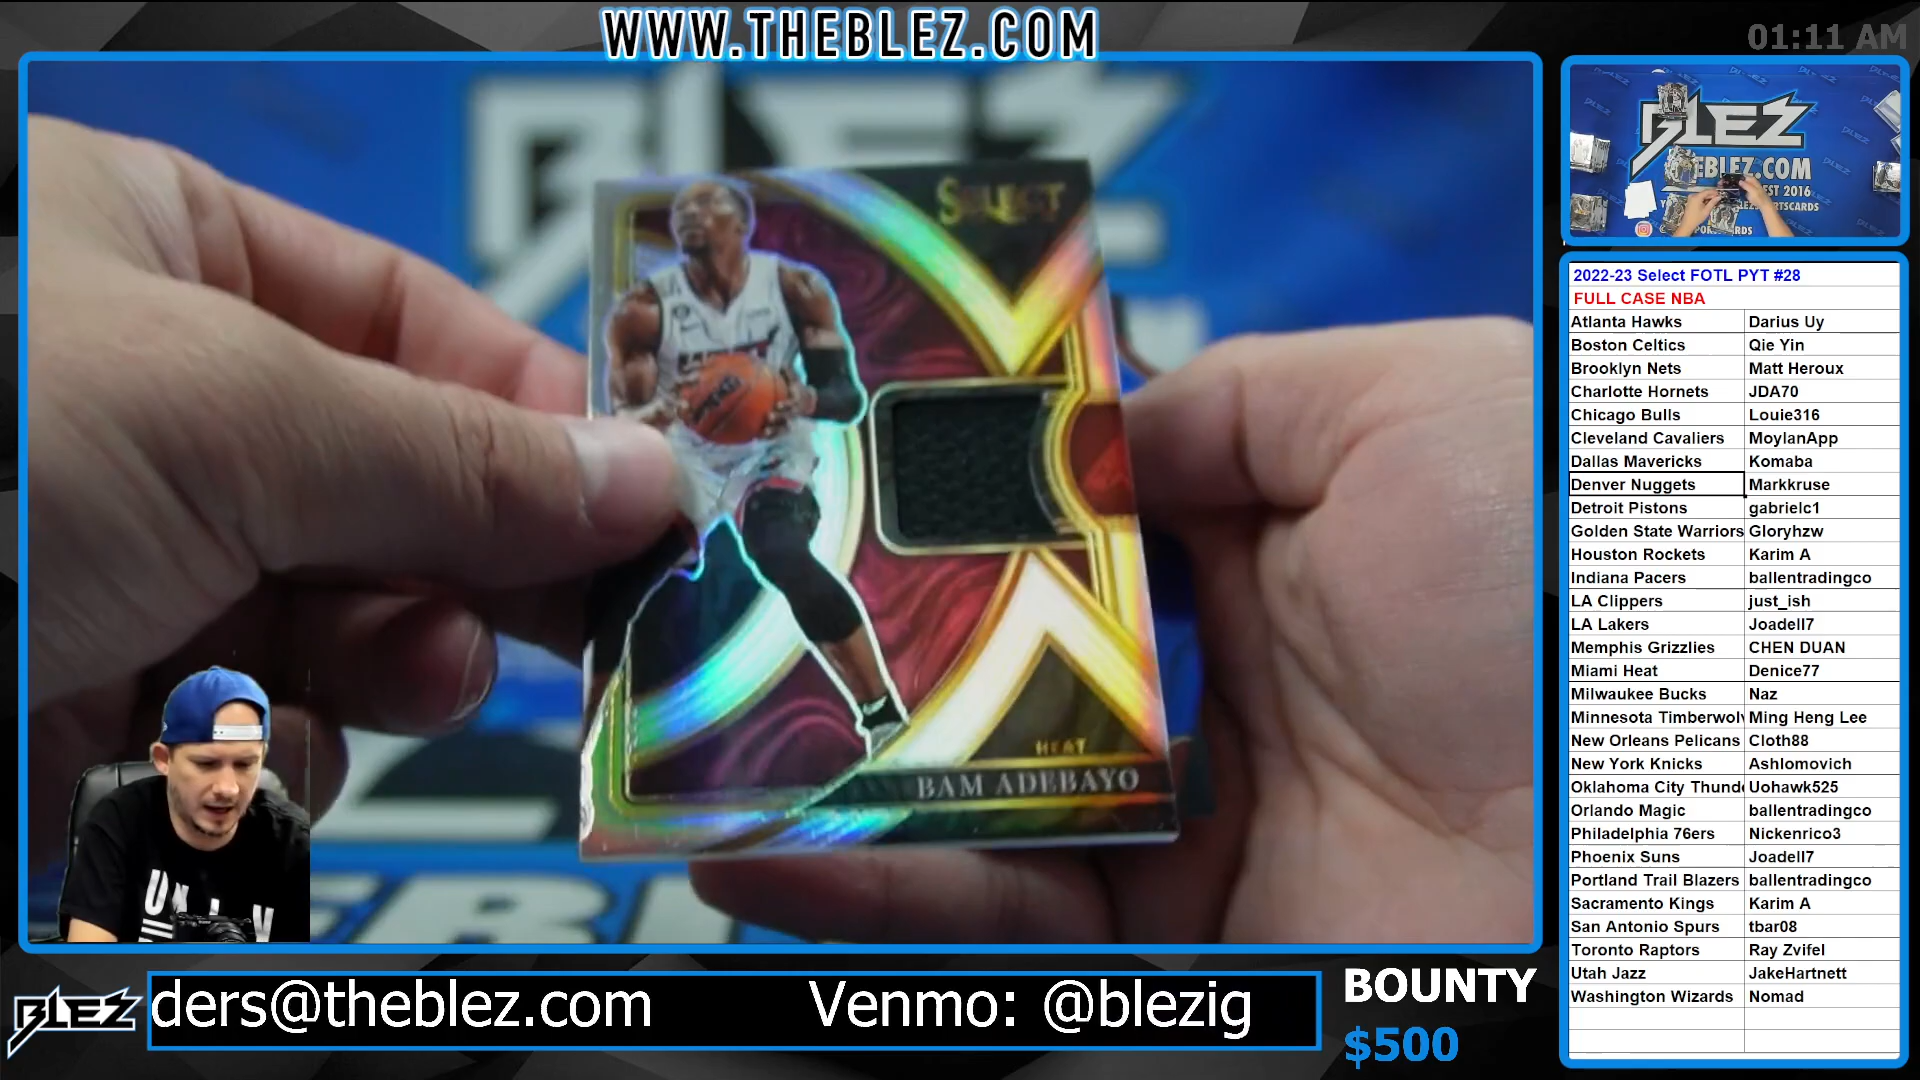 WWW.THEBLEZ.COM
01:11 AM
BLEZ
SELECT
HEAT
BAM ADEBAYO
BLEZ
EBLEZ.COM
EST 2016
2022-23 Select FOTL PYT #28
FULL CASE NBA
Atlanta Hawks Darius Uy
Boston Celtics Qie Yin
Brooklyn Nets Matt Heroux
Charlotte Hornets JDA70
Chicago Bulls Louie316
Cleveland Cavaliers MoylanApp
Dallas Mavericks Komaba
Denver Nuggets Markkruse
Detroit Pistons gabrielc1
Golden State Warriors Gloryhzw
Houston Rockets Karim A
Indiana Pacers ballentradingco
LA Clippers just_ish
LA Lakers Joadell7
Memphis Grizzlies CHEN DUAN
Miami Heat Denice77
Milwaukee Bucks Naz
Minnesota Timberwol Ming Heng Lee
New Orleans Pelicans Cloth88
New York Knicks Ashlomovich
Oklahoma City Thund Uohawk525
Orlando Magic ballentradingco
Philadelphia 76ers Nickenrico3
Phoenix Suns Joadell7
Portland Trail Blazers ballentradingco
Sacramento Kings Karim A
San Antonio Spurs tbar08
Toronto Raptors Ray Zvifel
Utah Jazz JakeHartnett
Washington Wizards Nomad
BLEZ
ders@theblez.com Venmo: @blezig
BOUNTY
$500